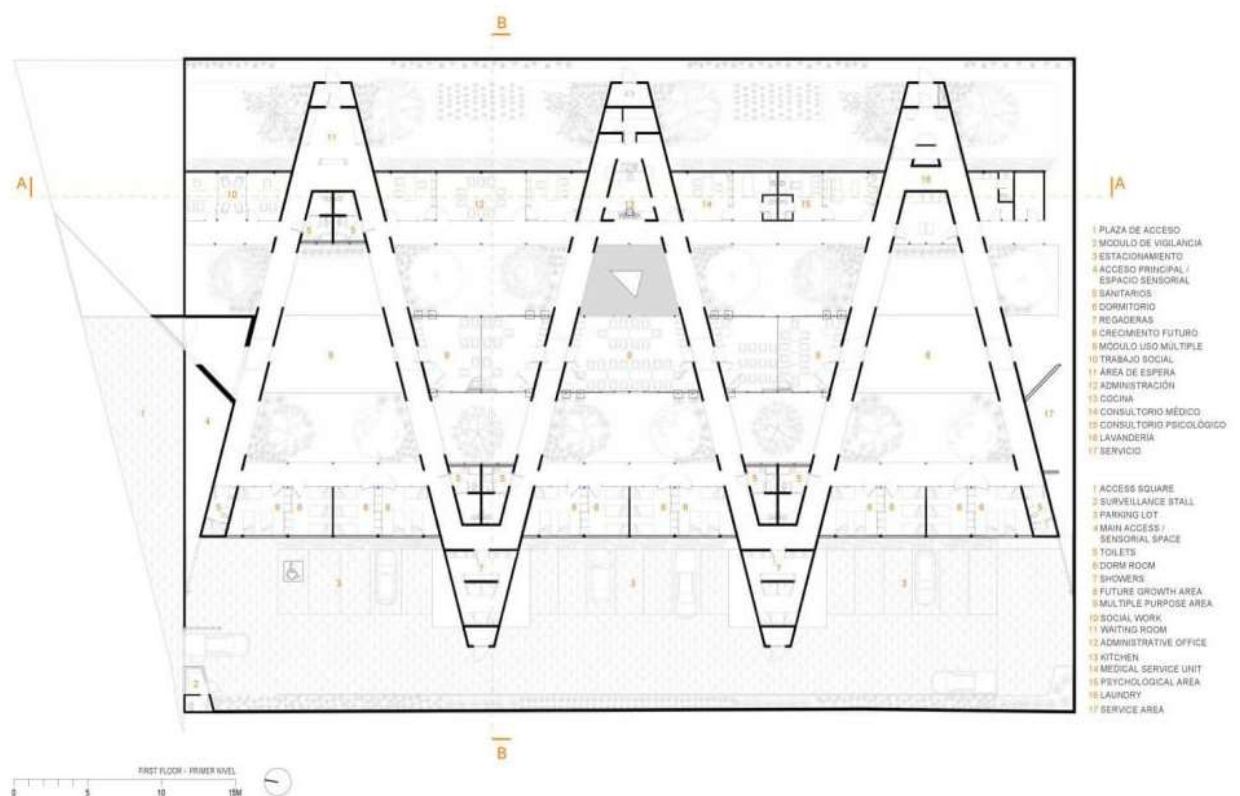 B
A
A
B
1 PLAZA DE ACCESO
2 MODULO DE VIGILANCIA
3 ESTACIONAMIENTO
4 ACCESO PRINCIPAL /
ESPACIO SENSORIAL
5 SANITARIOS
6 DORMITORIO
7 REGADERAS
8 CRECIMIENTO FUTURO
9 MÓDULO USO MÚLTIPLE
10 TRABAJO SOCIAL
11 ÁREA DE ESPERA
12 ADMINISTRACIÓN
13 COCINA
14 CONSULTORIO MÉDICO
15 CONSULTORIO PSICOLÓGICO
16 LAVANDERÍA
17 SERVICIO
1 ACCESS SQUARE
2 SURVEILLANCE STALL
3 PARKING LOT
4 MAIN ACCESS /
SENSORIAL SPACE
5 TOILETS
6 DORM ROOM
7 SHOWERS
8 FUTURE GROWTH AREA
9 MULTIPLE PURPOSE AREA
10 SOCIAL WORK
11 WAITING ROOM
12 ADMINISTRATIVE OFFICE
13 KITCHEN
14 MEDICAL SERVICE UNIT
15 PSYCHOLOGICAL AREA
16 LAUNDRY
17 SERVICE AREA
FIRST FLOOR - PRIMER NIVEL
0 5 10 15M